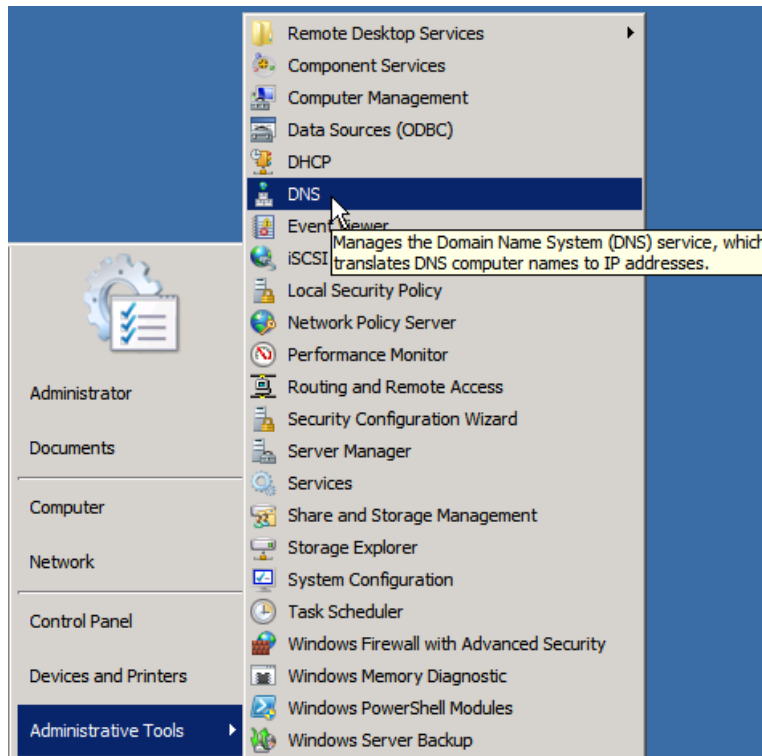 Remote Desktop Services
Component Services
Computer Management
Data Sources (ODBC)
DHCP
DNS
Event Viewer
Manages the Domain Name System (DNS) service, which
translates DNS computer names to IP addresses.
iSCSI
Local Security Policy
Network Policy Server
Performance Monitor
Routing and Remote Access
Security Configuration Wizard
Server Manager
Services
Share and Storage Management
Storage Explorer
System Configuration
Task Scheduler
Windows Firewall with Advanced Security
Windows Memory Diagnostic
Windows PowerShell Modules
Windows Server Backup
Administrator
Documents
Computer
Network
Control Panel
Devices and Printers
Administrative Tools